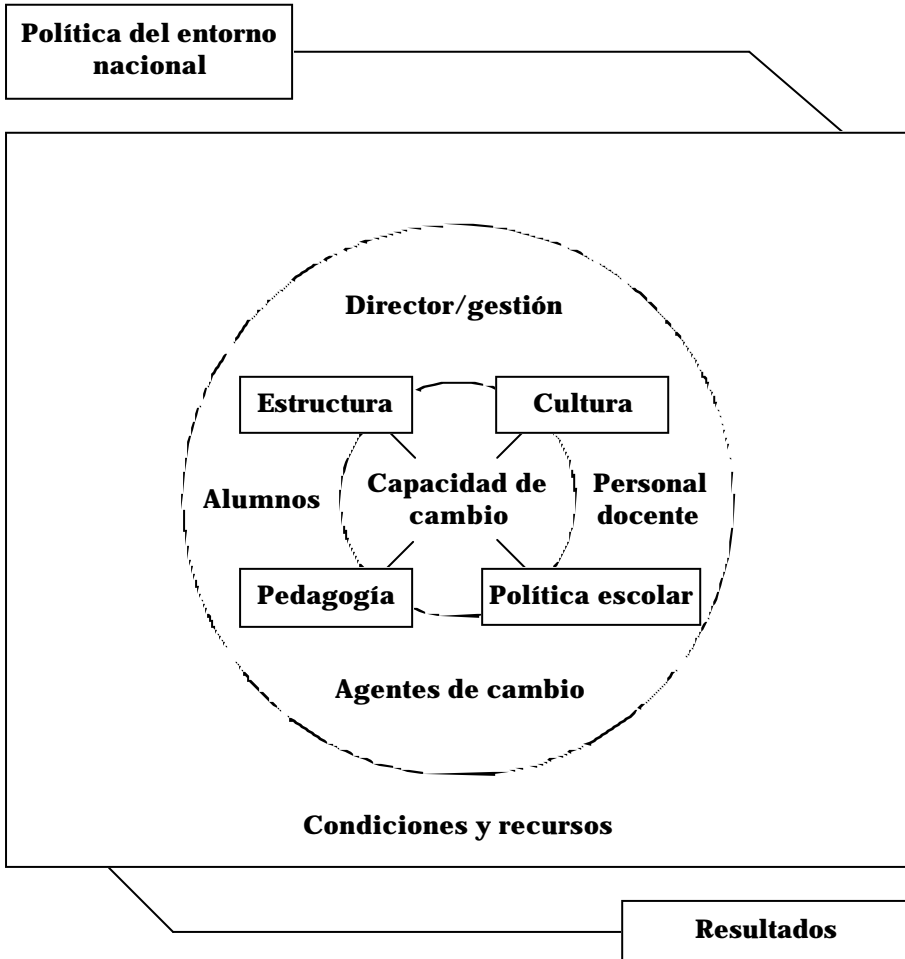 Política del entorno
nacional
Director/gestión
Estructura
Cultura
Alumnos
Capacidad de
cambio
Personal
docente
Pedagogía
Política escolar
Agentes de cambio
Condiciones y recursos
Resultados